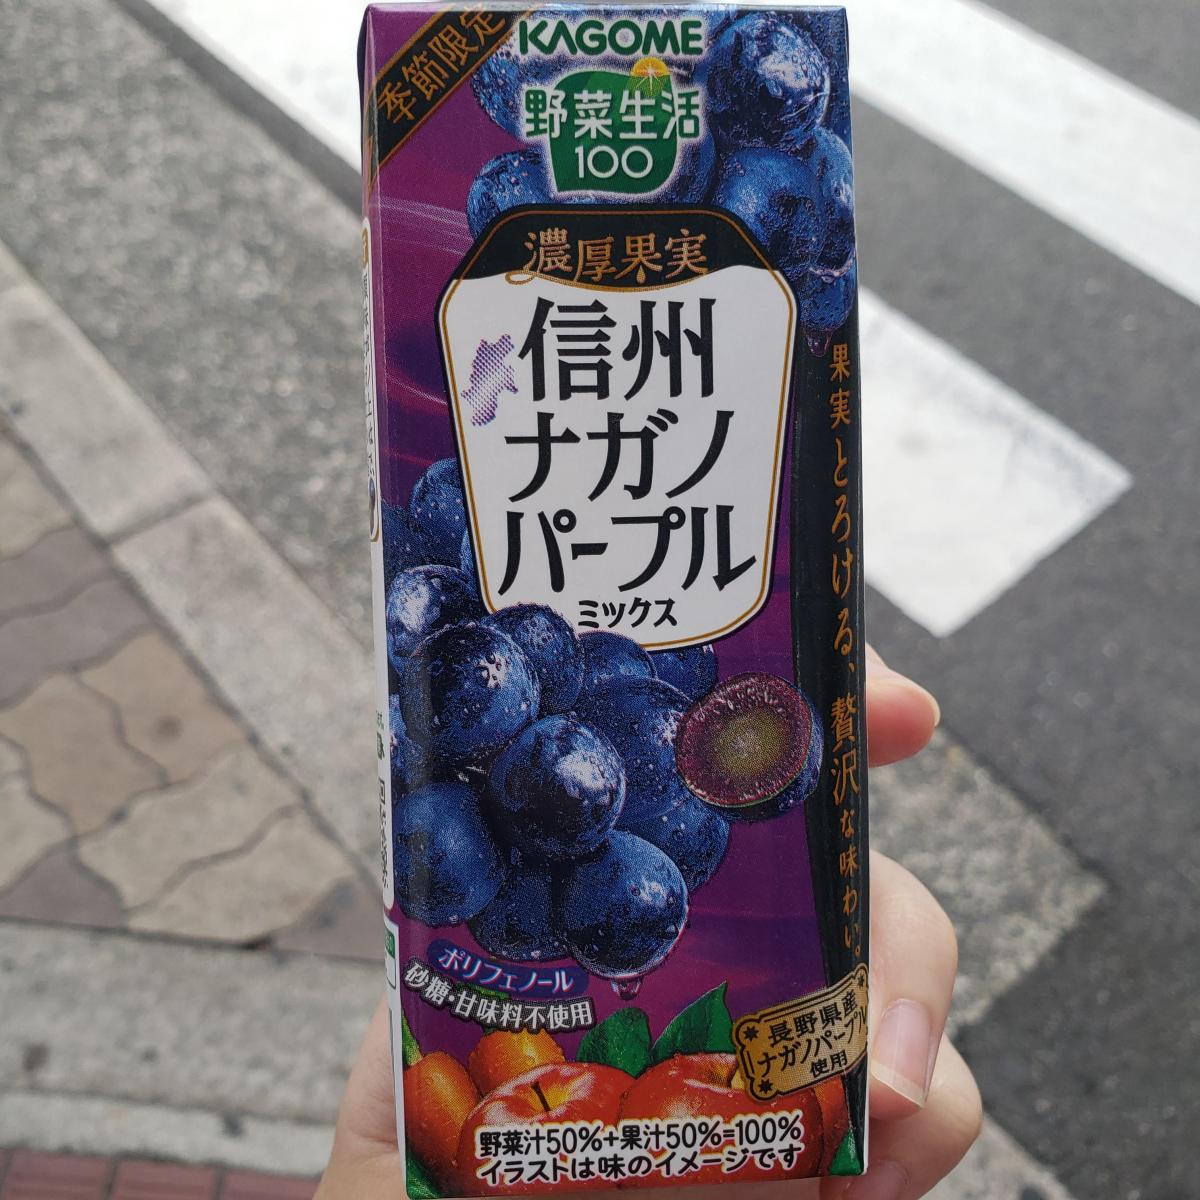 季節限定
KAGOME
野菜生活
100
濃厚果実
信州
ナガノ
パープル
ミックス
果実とろける、贅沢な味わい。
ポリフェノール
砂糖・甘味料不使用
長野県産
ナガノパープル
使用
野菜汁50%+果汁50%=100%
イラストは味のイメージです